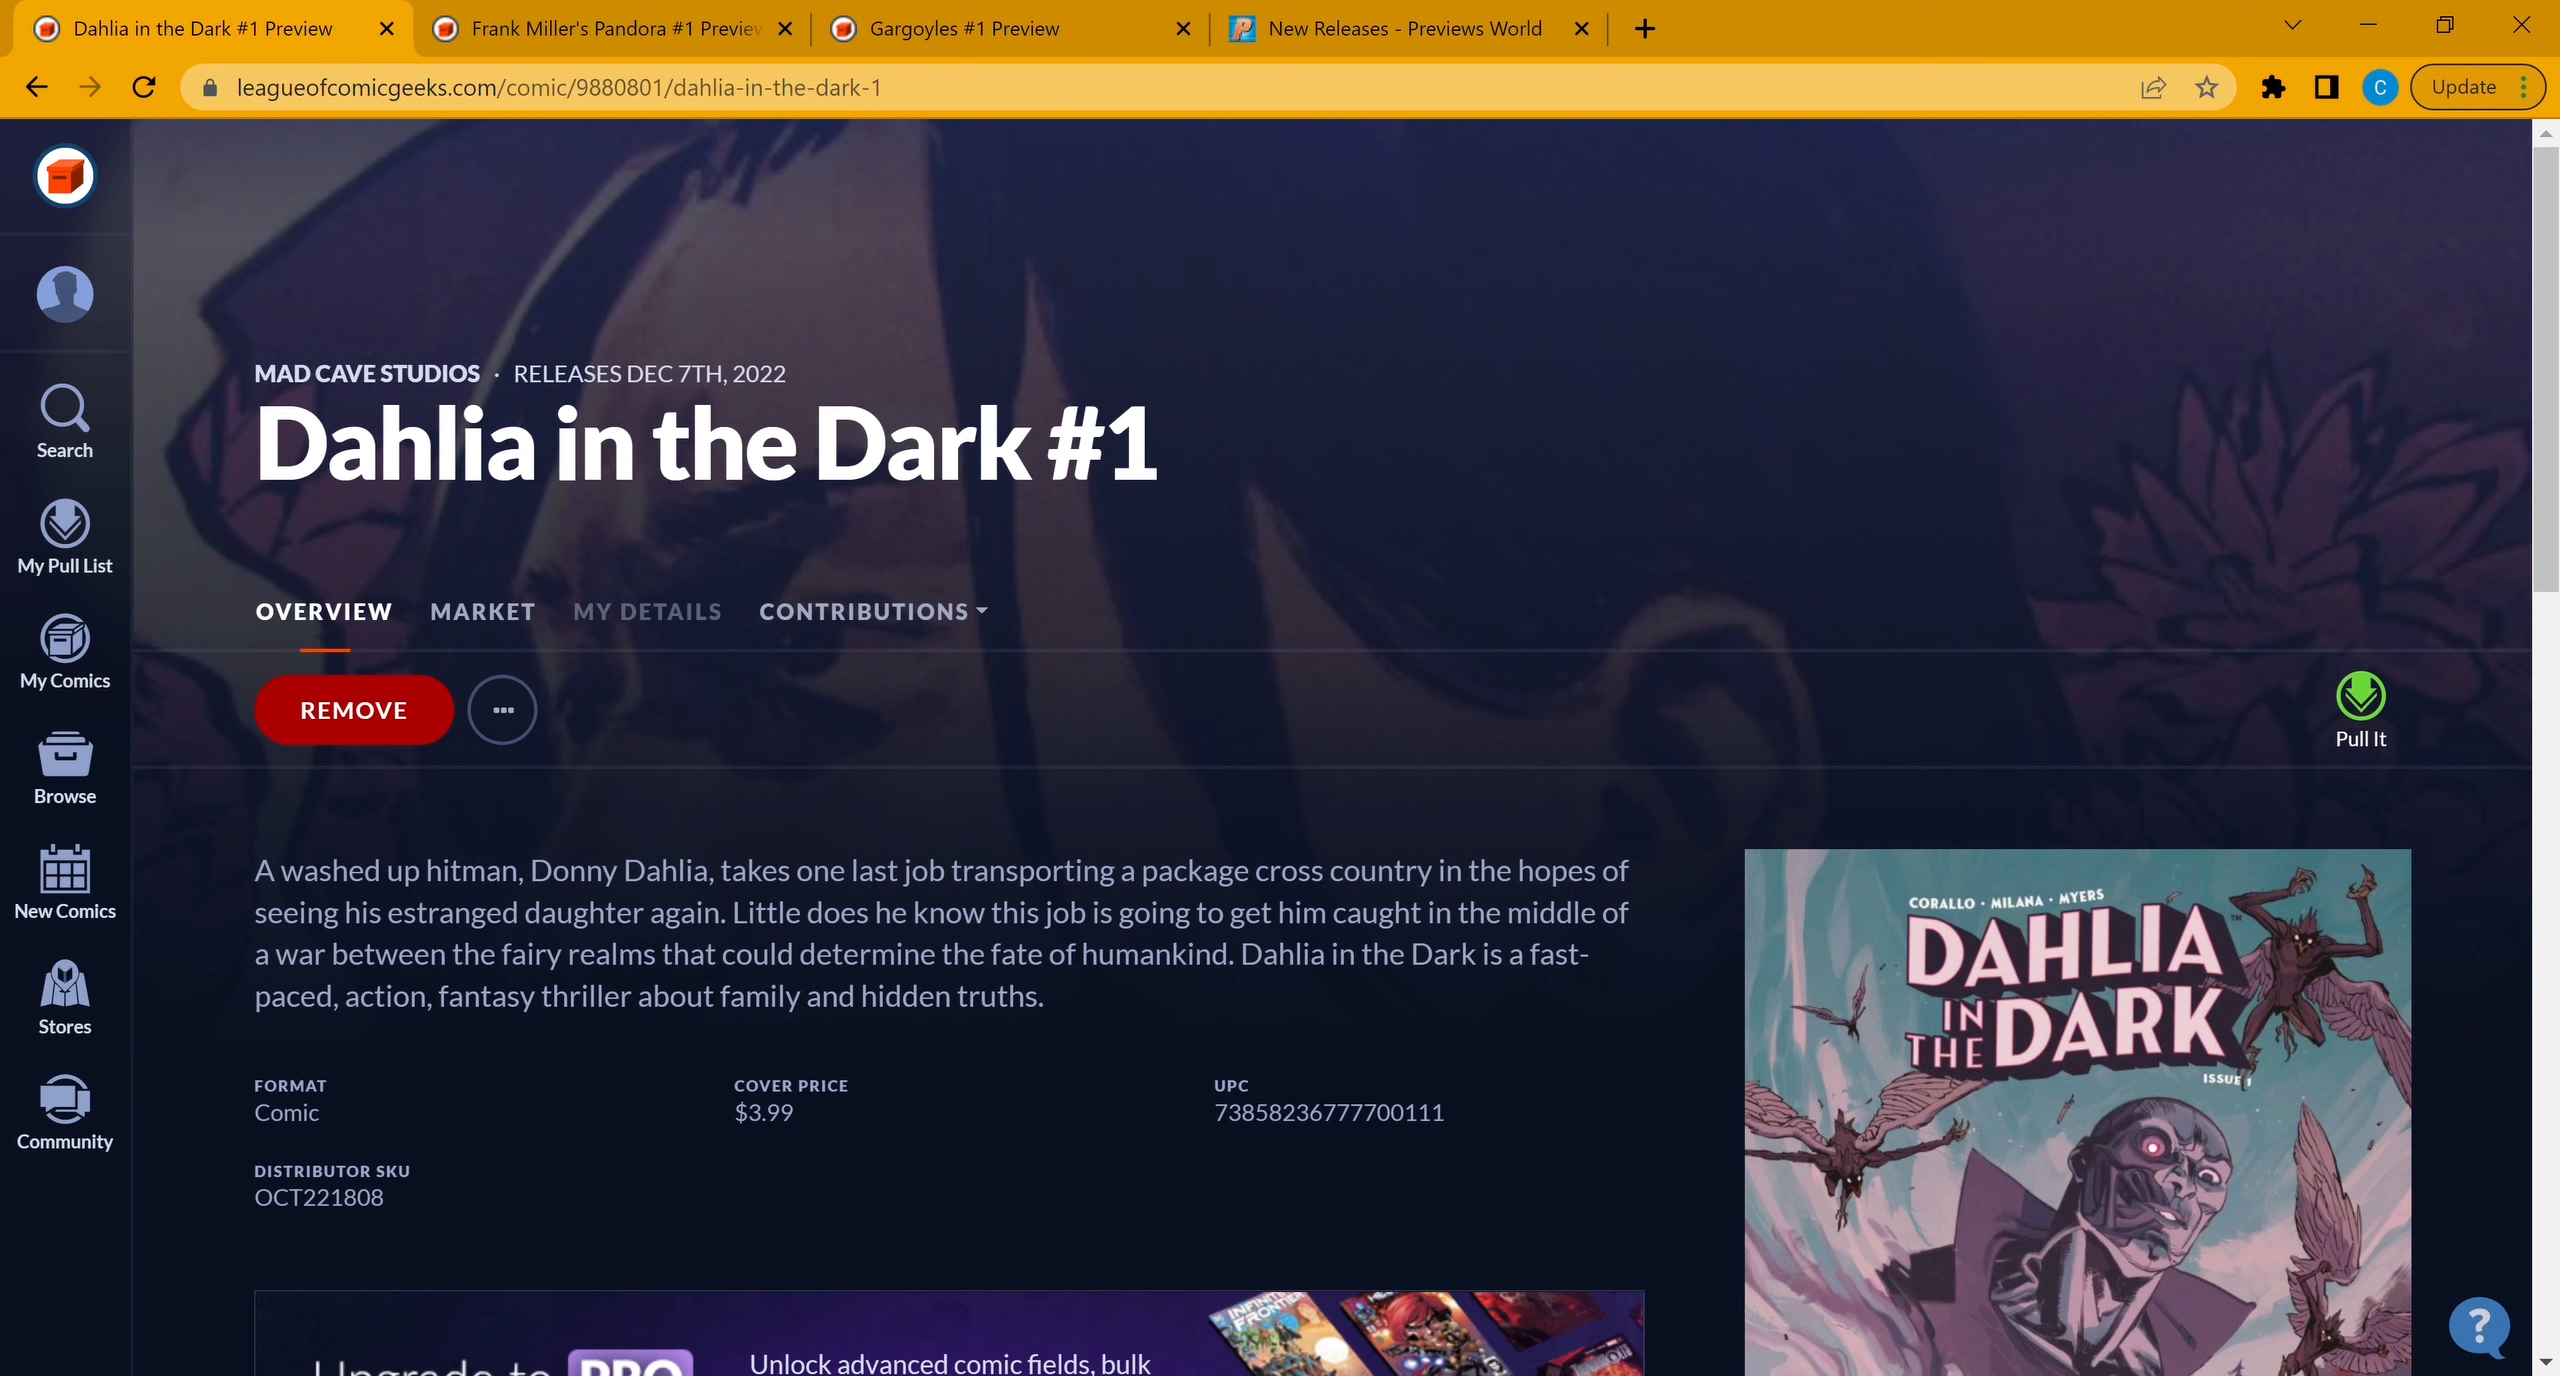 Dahlia in the Dark #1 Preview
Frank Miller's Pandora #1 Preview
Gargoyles #1 Preview
New Releases - Previews World
leagueofcomicgeeks.com/comic/9880801/dahlia-in-the-dark-1
C
Update
MAD CAVE STUDIOS · RELEASES DEC 7TH, 2022
Dahlia in the Dark #1
Search
My Pull List
My Comics
Browse
New Comics
Stores
Community
OVERVIEW
MARKET
MY DETAILS
CONTRIBUTIONS
REMOVE
Pull It
A washed up hitman, Donny Dahlia, takes one last job transporting a package cross country in the hopes of
seeing his estranged daughter again. Little does he know this job is going to get him caught in the middle of
a war between the fairy realms that could determine the fate of humankind. Dahlia in the Dark is a fast-
paced, action, fantasy thriller about family and hidden truths.
FORMAT
Comic
COVER PRICE
$3.99
UPC
73858236777700111
DISTRIBUTOR SKU
OCT221808
CORALLO · MILANA · MYERS
DAHLIA
IN
THE DARK
TM
ISSUE 1
Upgrade to PRO
Unlock advanced comic fields, bulk
INFINITE
FRONTIER
?